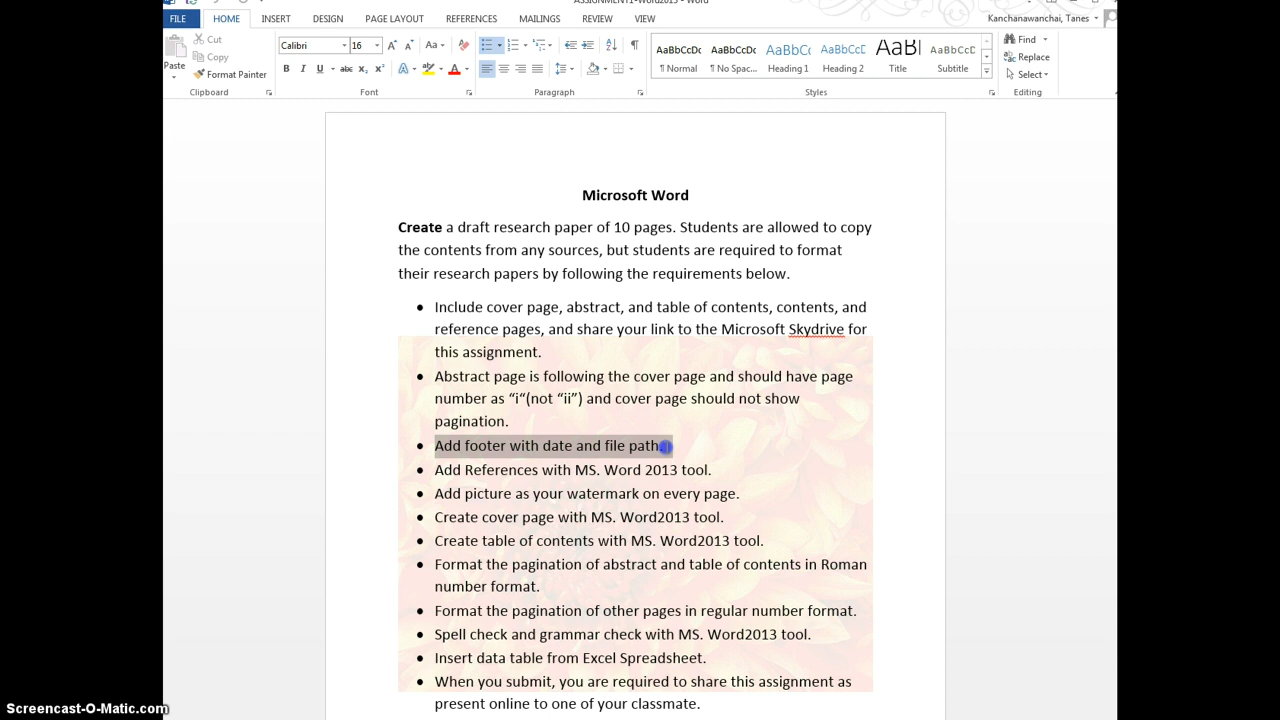 ASSIGNMENT1-Word2013 - Word
FILE HOME INSERT DESIGN PAGE LAYOUT REFERENCES MAILINGS REVIEW VIEW Kanchanawanchai, Tanes
Cut
Copy
Format Painter
Paste
Clipboard
Calibri 16
Font
Paragraph
AaBbCcDc AaBbCcDc AaBbCc AaBbCcD AaBl AaBbCcD
¶ Normal ¶ No Spac... Heading 1 Heading 2 Title Subtitle
Styles
Find
Replace
Select
Editing
Microsoft Word
Create a draft research paper of 10 pages. Students are allowed to copy
the contents from any sources, but students are required to format
their research papers by following the requirements below.
• Include cover page, abstract, and table of contents, contents, and
reference pages, and share your link to the Microsoft Skydrive for
this assignment.
• Abstract page is following the cover page and should have page
number as “i“(not “ii”) and cover page should not show
pagination.
• Add footer with date and file path.
• Add References with MS. Word 2013 tool.
• Add picture as your watermark on every page.
• Create cover page with MS. Word2013 tool.
• Create table of contents with MS. Word2013 tool.
• Format the pagination of abstract and table of contents in Roman
number format.
• Format the pagination of other pages in regular number format.
• Spell check and grammar check with MS. Word2013 tool.
• Insert data table from Excel Spreadsheet.
• When you submit, you are required to share this assignment as
present online to one of your classmate.
Screencast-O-Matic.com